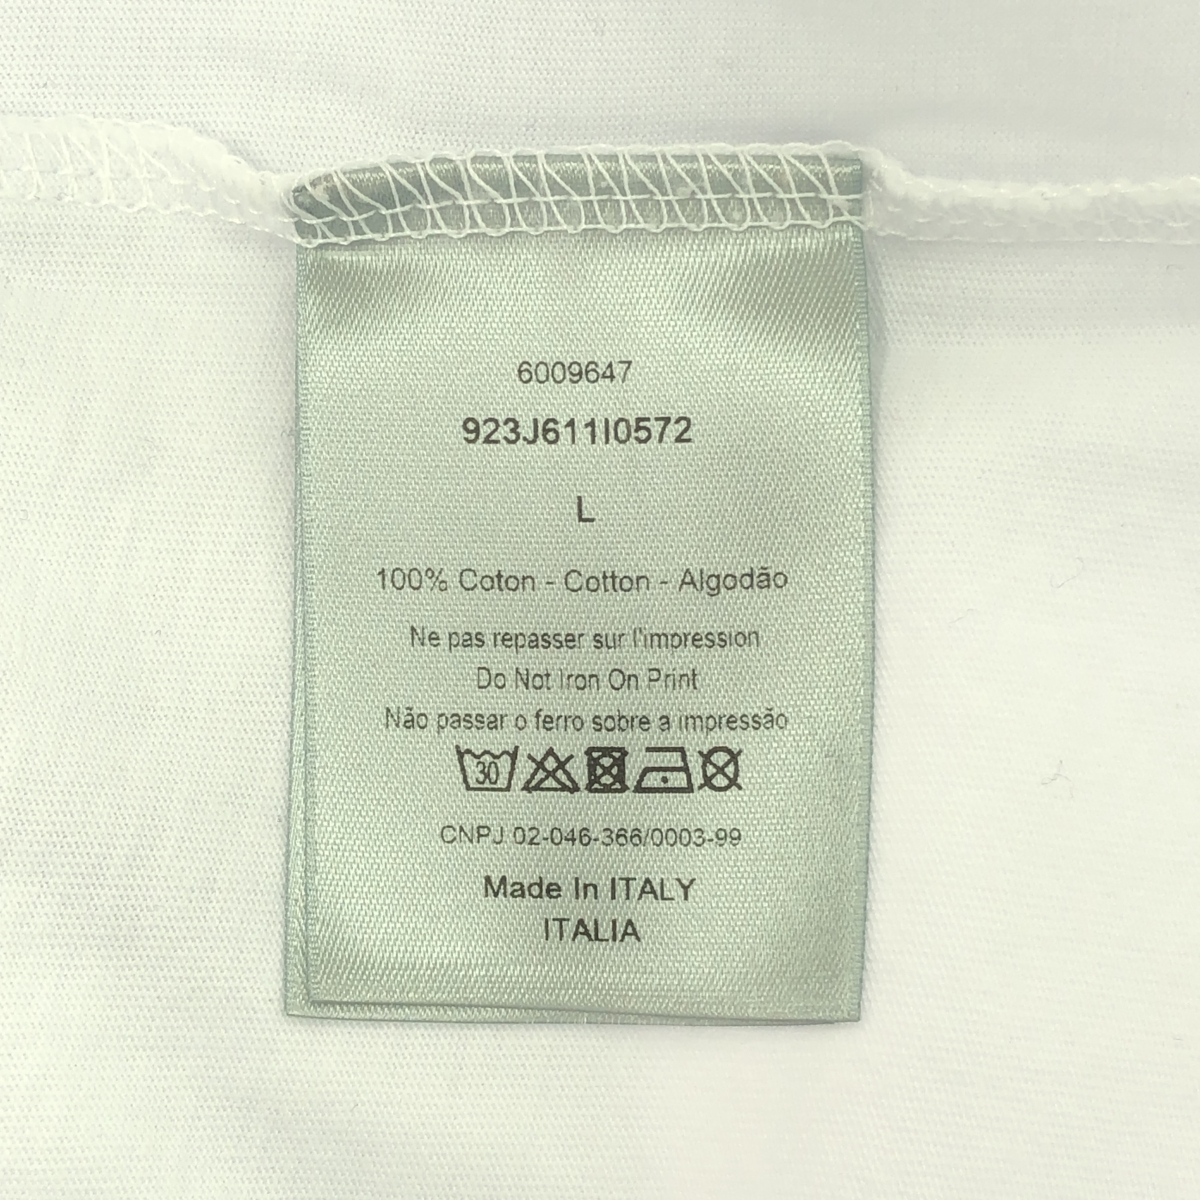 6009647
923J611I0572
L
100% Coton - Cotton - Algodão
Ne pas repasser sur l'impression
Do Not Iron On Print
Não passar o ferro sobre a impressão
30
CNPJ 02-046-366/0003-99
Made In ITALY
ITALIA